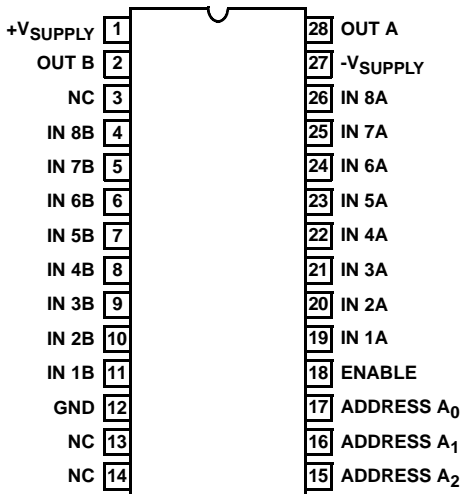 +VSUPPLY 1 28 OUT A
OUT B 2 27 -VSUPPLY
NC 3 26 IN 8A
IN 8B 4 25 IN 7A
IN 7B 5 24 IN 6A
IN 6B 6 23 IN 5A
IN 5B 7 22 IN 4A
IN 4B 8 21 IN 3A
IN 3B 9 20 IN 2A
IN 2B 10 19 IN 1A
IN 1B 11 18 ENABLE
GND 12 17 ADDRESS A0
NC 13 16 ADDRESS A1
NC 14 15 ADDRESS A2